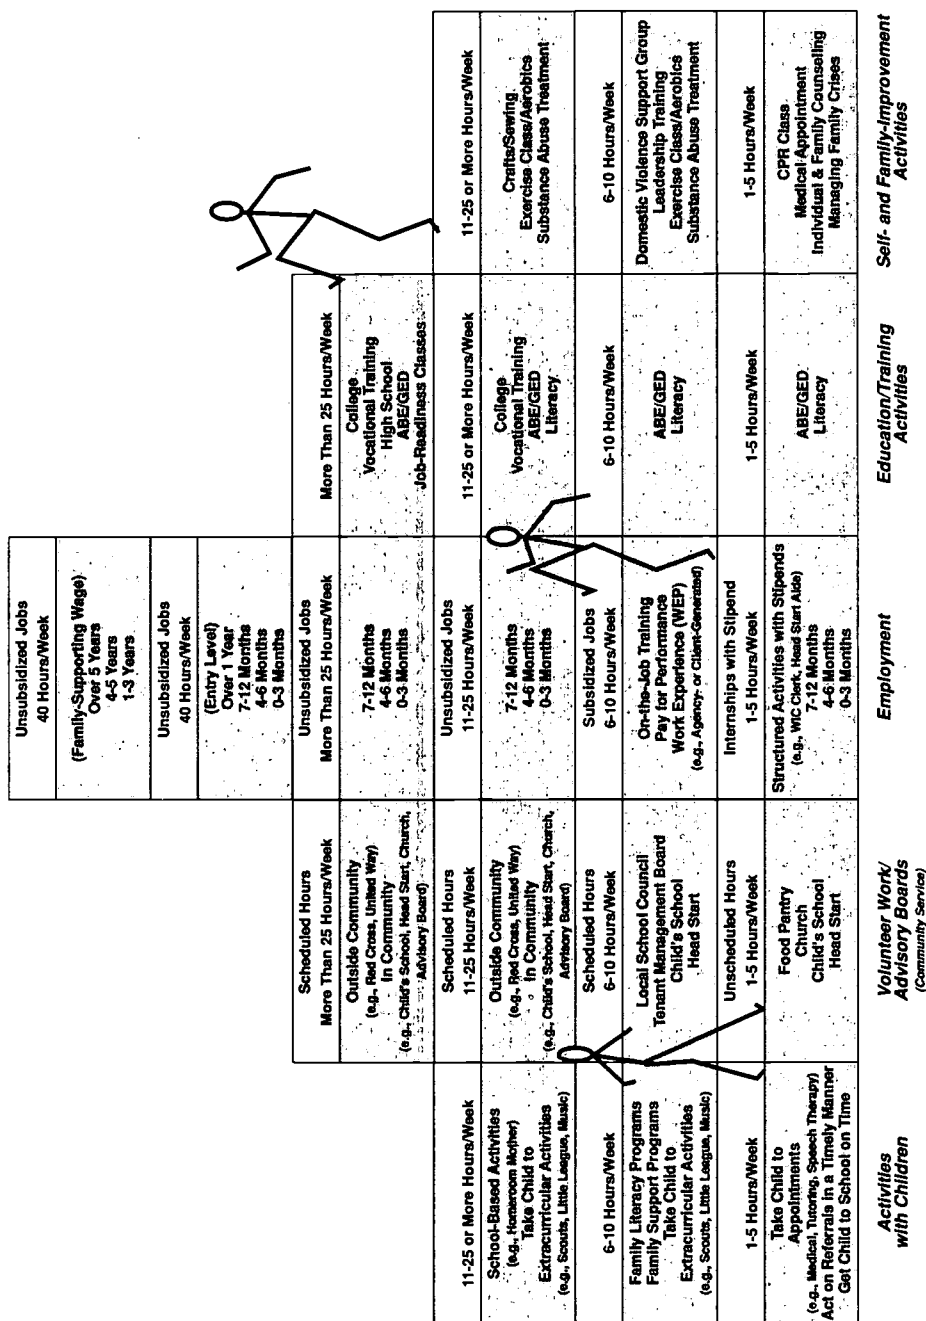 11-25 or More Hours/Week
School-Based Activities
(e.g., Homeroom Mother)
Take Child to
Extracurricular Activities
(e.g., Scouts, Little League, Music)
6-10 Hours/Week
Family Literacy Programs
Family Support Programs
Take Child to
Extracurricular Activities
(e.g., Scouts, Little League, Music)
1-5 Hours/Week
Take Child to
Appointments
(e.g., Medical, Tutoring, Speech Therapy)
Act on Referrals in a Timely Manner
Get Child to School on Time
Activities
with Children
Scheduled Hours
More Than 25 Hours/Week
Outside Community
(e.g., Red Cross, United Way)
In Community
(e.g., Child's School, Head Start, Church,
Advisory Board)
Scheduled Hours
11-25 Hours/Week
Outside Community
(e.g., Red Cross, United Way)
In Community
(e.g., Child's School, Head Start, Church,
Advisory Board)
Scheduled Hours
6-10 Hours/Week
Local School Council
Tenant Management Board
Child's School
Head Start
Unscheduled Hours
1-5 Hours/Week
Food Pantry
Church
Child's School
Head Start
Volunteer Work/
Advisory Boards
(Community Service)
Unsubsidized Jobs
40 Hours/Week
(Family-Supporting Wage)
Over 5 Years
4-5 Years
1-3 Years
Unsubsidized Jobs
40 Hours/Week
(Entry Level)
Over 1 Year
7-12 Months
4-6 Months
0-3 Months
Unsubsidized Jobs
More Than 25 Hours/Week
7-12 Months
4-6 Months
0-3 Months
Unsubsidized Jobs
11-25 Hours/Week
7-12 Months
4-6 Months
0-3 Months
Subsidized Jobs
6-10 Hours/Week
On-the-Job Training
Pay for Performance
Work Experience (WEP)
(e.g., Agency- or Client-Generated)
Internships with Stipend
1-5 Hours/Week
Structured Activities with Stipends
(e.g., WIC Clerk, Head Start Aide)
7-12 Months
4-6 Months
0-3 Months
Employment
More Than 25 Hours/Week
College
Vocational Training
High School
ABE/GED
Job-Readiness Classes
11-25 or More Hours/Week
College
Vocational Training
ABE/GED
Literacy
6-10 Hours/Week
ABE/GED
Literacy
1-5 Hours/Week
ABE/GED
Literacy
Education/Training
Activities
11-25 or More Hours/Week
Crafts/Sewing
Exercise Class/Aerobics
Substance Abuse Treatment
6-10 Hours/Week
Domestic Violence Support Group
Leadership Training
Exercise Class/Aerobics
Substance Abuse Treatment
1-5 Hours/Week
CPR Class
Medical Appointment
Individual & Family Counseling
Managing Family Crises
Self- and Family-Improvement
Activities